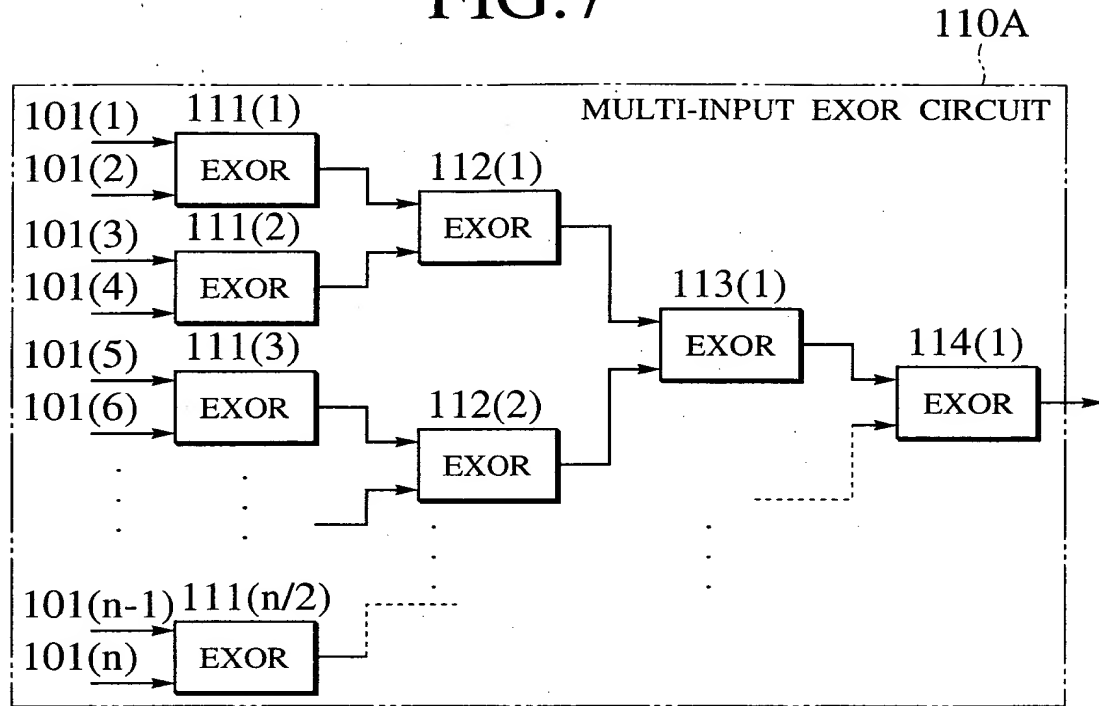 FIG.7
110A
MULTI-INPUT EXOR CIRCUIT
101(1)
111(1)
EXOR
101(2)
112(1)
EXOR
101(3)
111(2)
EXOR
101(4)
113(1)
EXOR
101(5)
111(3)
EXOR
101(6)
114(1)
EXOR
112(2)
EXOR
101(n-1)
111(n/2)
EXOR
101(n)